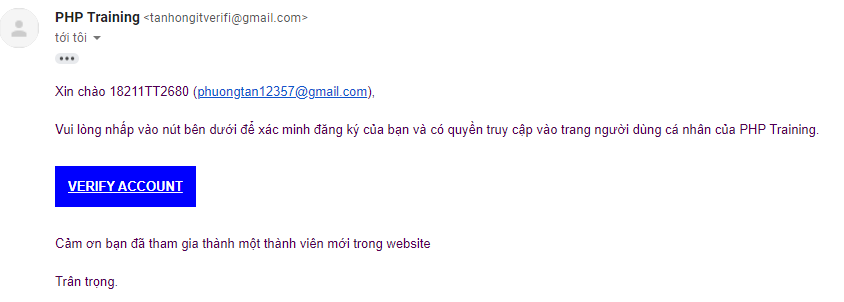 PHP Training <tanhongitverifi@gmail.com>
tới tôi
Xin chào 18211TT2680 (phuongtan12357@gmail.com),
Vui lòng nhấp vào nút bên dưới để xác minh đăng ký của bạn và có quyền truy cập vào trang người dùng cá nhân của PHP Training.
VERIFY ACCOUNT
Cảm ơn bạn đã tham gia thành một thành viên mới trong website
Trân trọng.